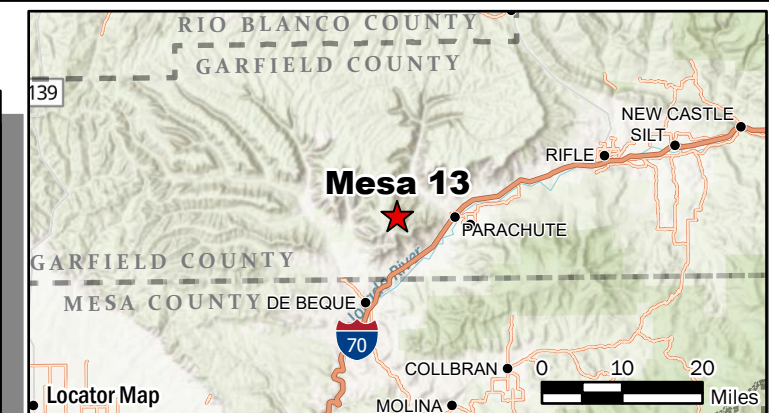 RIO BLANCO COUNTY
GARFIELD COUNTY
139
NEW CASTLE
SILT
RIFLE
Mesa 13
PARACHUTE
GARFIELD COUNTY
MESA COUNTY
DE BEQUE
River
70
COLLBRAN
0 10 20
Miles
Locator Map
MOLINA